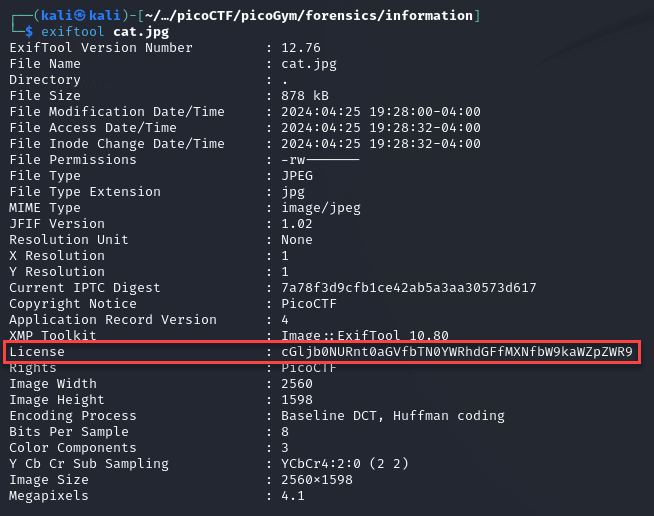 ┌──(kali㉿kali)-[~/…/picoCTF/picoGym/forensics/information]
└─$ exiftool cat.jpg
ExifTool Version Number : 12.76
File Name : cat.jpg
Directory : .
File Size : 878 kB
File Modification Date/Time : 2024:04:25 19:28:00-04:00
File Access Date/Time : 2024:04:25 19:28:32-04:00
File Inode Change Date/Time : 2024:04:25 19:28:32-04:00
File Permissions : -rw-------
File Type : JPEG
File Type Extension : jpg
MIME Type : image/jpeg
JFIF Version : 1.02
Resolution Unit : None
X Resolution : 1
Y Resolution : 1
Current IPTC Digest : 7a78f3d9cfb1ce42ab5a3aa30573d617
Copyright Notice : PicoCTF
Application Record Version : 4
XMP Toolkit : Image::ExifTool 10.80
License : cGljb0NURnt0aGVfbTN0YWRhdGFfMXNfbW9kaWZpZWR9
Rights : PicoCTF
Image Width : 2560
Image Height : 1598
Encoding Process : Baseline DCT, Huffman coding
Bits Per Sample : 8
Color Components : 3
Y Cb Cr Sub Sampling : YCbCr4:2:0 (2 2)
Image Size : 2560×1598
Megapixels : 4.1